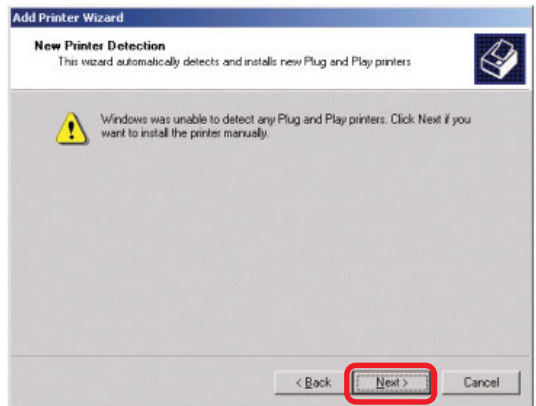 Add Printer Wizard
New Printer Detection
This wizard automatically detects and installs new Plug and Play printers
Windows was unable to detect any Plug and Play printers. Click Next if you
want to install the printer manually.
< Back
Next >
Cancel